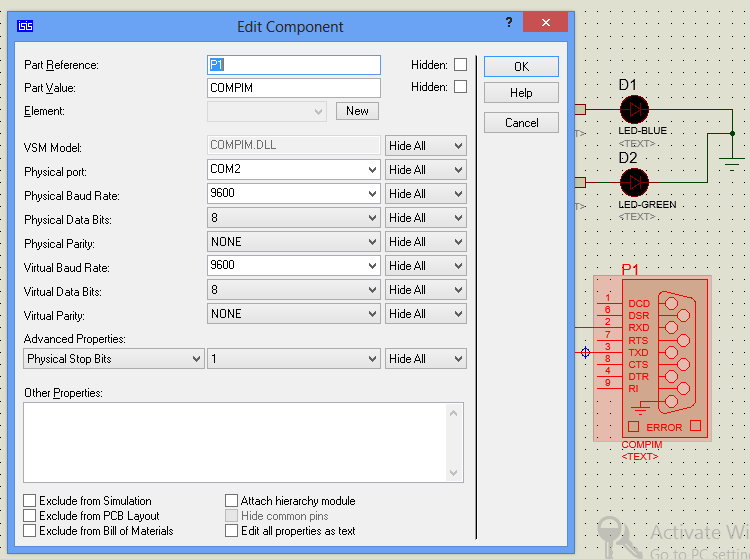 isis Edit Component ? x
Part Reference: P1 Hidden:
Part Value: COMPIM Hidden:
Element: New
VSM Model: COMPIM.DLL Hide All
Physical port: COM2 Hide All
Physical Baud Rate: 9600 Hide All
Physical Data Bits: 8 Hide All
Physical Parity: NONE Hide All
Virtual Baud Rate: 9600 Hide All
Virtual Data Bits: 8 Hide All
Virtual Parity: NONE Hide All
Advanced Properties:
Physical Stop Bits 1 Hide All
Other Properties:
Exclude from Simulation Attach hierarchy module
Exclude from PCB Layout Hide common pins
Exclude from Bill of Materials Edit all properties as text
OK
Help
Cancel
D1
LED-BLUE
<TEXT>
T>
D2
LED-GREEN
<TEXT>
T>
P1
1 DCD
6 DSR
2 RXD
7 RTS
3 TXD
8 CTS
4 DTR
9 RI
ERROR
COMPIM
<TEXT>
Activate Wi
Go to PC settin